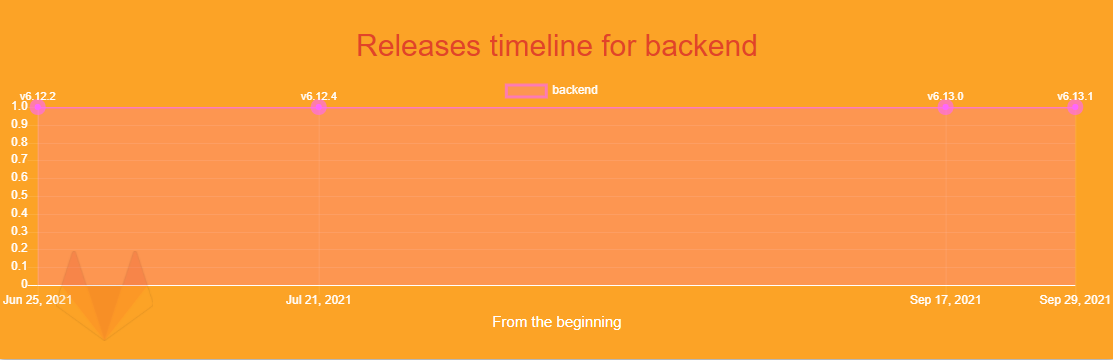 Releases timeline for backend
backend
v6.12.2 v6.12.4 v6.13.0 v6.13.1
1.0
0.9
0.8
0.7
0.6
0.5
0.4
0.3
0.2
0.1
0
Jun 25, 2021 Jul 21, 2021 Sep 17, 2021 Sep 29, 2021
From the beginning